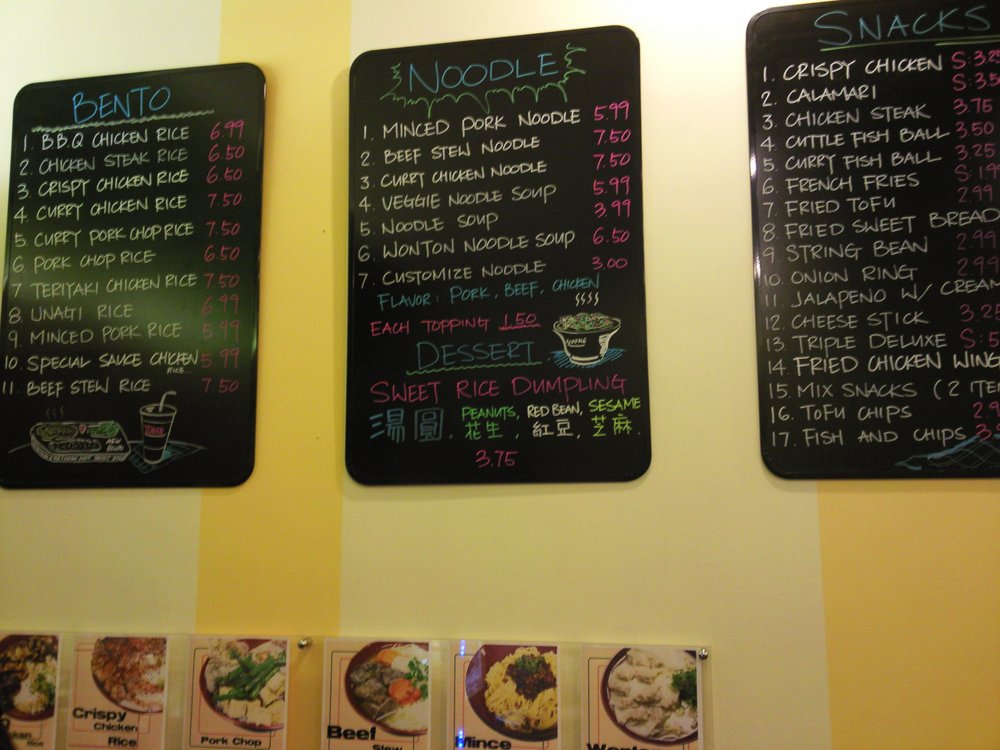 BENTO
1. B.B.Q CHICKEN RICE 6.99
2. CHICKEN STEAK RICE 6.50
3. CRISPY CHICKEN RICE 6.50
4. CURRY CHICKEN RICE 7.50
5. CURRY PORK CHOP RICE 7.50
6. PORK CHOP RICE 6.50
7. TERIYAKI CHICKEN RICE 7.50
8. UNAGI RICE 6.99
9. MINCED PORK RICE 5.99
10. SPECIAL SAUCE CHICKEN RICE... 5.99
11. BEEF STEW RICE 7.50
NOODLE
1. MINCED PORK NOODLE 5.99
2. BEEF STEW NOODLE 7.50
3. CURRY CHICKEN NOODLE 7.50
4. VEGGIE NOODLE SOUP 5.99
5. NOODLE SOUP 3.99
6. WONTON NOODLE SOUP 6.50
7. CUSTOMIZE NOODLE 3.00
FLAVOR: PORK, BEEF, CHICKEN
EACH TOPPING 1.50
DESSERT
SWEET RICE DUMPLING
湯圓. PEANUTS, RED BEAN, SESAME
花生, 紅豆, 芝麻.
3.75
SNACKS
1. CRISPY CHICKEN S:3.25
2. CALAMARI S:3.5
3. CHICKEN STEAK 3.75
4. CUTTLE FISH BALL 3.50
5. CURRY FISH BALL 3.25
6. FRENCH FRIES S:1.9
7. FRIED TOFU 2.99
8. FRIED SWEET BREAD
9. STRING BEAN 2.99
10. ONION RING 2.99
11. JALAPENO W/ CREAM
12. CHEESE STICK 3.25
13. TRIPLE DELUXE S:5
14. FRIED CHICKEN WING
15. MIX SNACKS (2 ITE
16. TOFU CHIPS 2.9
17. FISH AND CHIPS 3.
Rice
Crispy
Chicken
Rice
Pork Chop
Beef
Stew
Mince